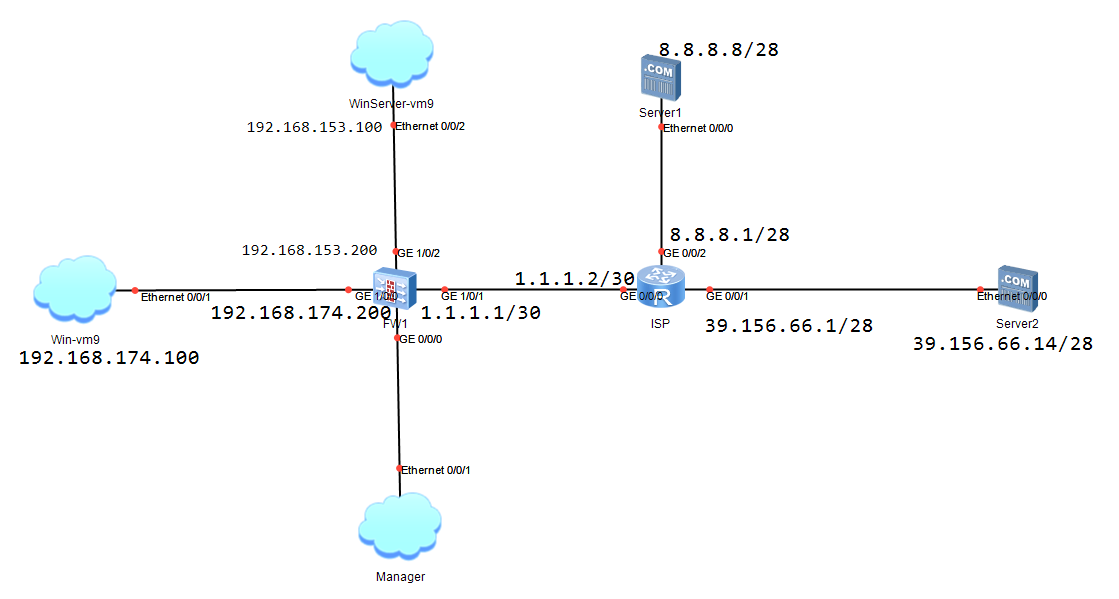 8.8.8.8/28
.COM
Server1
WinServer-vm9
192.168.153.100
Ethernet 0/0/2
Ethernet 0/0/0
8.8.8.1/28
192.168.153.200
GE 1/0/2
GE 0/0/2
.COM
1.1.1.2/30
Ethernet 0/0/1
GE 1/0/0
GE 1/0/1
GE 0/0/0
R
GE 0/0/1
Ethernet 0/0/0
192.168.174.200
1.1.1.1/30
FW1
ISP
39.156.66.1/28
Server2
Win-vm9
GE 0/0/0
39.156.66.14/28
192.168.174.100
Ethernet 0/0/1
Manager